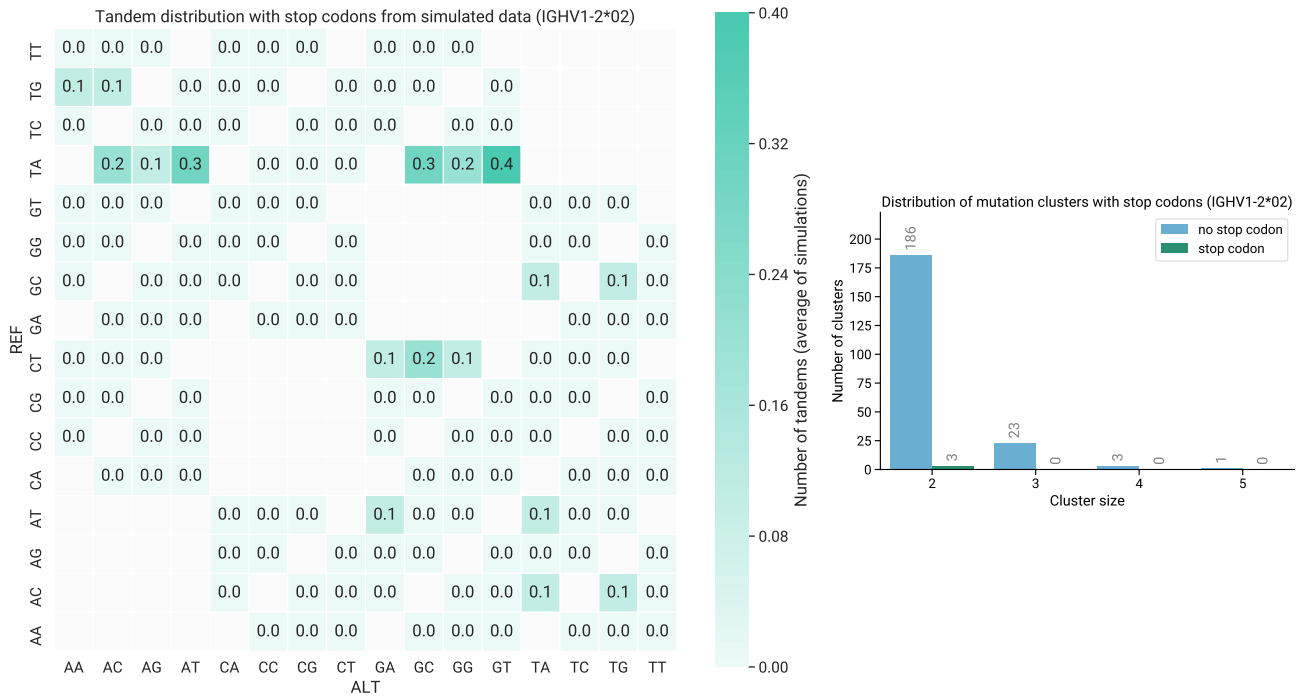 Tandem distribution with stop codons from simulated data (IGHV1-2*02)
TT 0.0 0.0 0.0 0.0 0.0 0.0 0.0 0.0 0.0
TG 0.1 0.1 0.0 0.0 0.0 0.0 0.0 0.0 0.0
TC 0.0 0.0 0.0 0.0 0.0 0.0 0.0 0.0 0.0
TA 0.2 0.1 0.3 0.0 0.0 0.0 0.3 0.2 0.4
GT 0.0 0.0 0.0 0.0 0.0 0.0 0.0 0.0 0.0
GG 0.0 0.0 0.0 0.0 0.0 0.0 0.0 0.0 0.0
GC 0.0 0.0 0.0 0.0 0.0 0.0 0.1 0.1 0.0
GA 0.0 0.0 0.0 0.0 0.0 0.0 0.0 0.0 0.0
CT 0.0 0.0 0.0 0.1 0.2 0.1 0.0 0.0 0.0
CG 0.0 0.0 0.0 0.0 0.0 0.0 0.0 0.0 0.0
CC 0.0 0.0 0.0 0.0 0.0 0.0 0.0 0.0 0.0
CA 0.0 0.0 0.0 0.0 0.0 0.0 0.0 0.0 0.0
AT 0.0 0.0 0.0 0.1 0.0 0.0 0.1 0.0 0.0
AG 0.0 0.0 0.0 0.0 0.0 0.0 0.0 0.0 0.0
AC 0.0 0.0 0.0 0.0 0.0 0.0 0.1 0.1 0.0
AA 0.0 0.0 0.0 0.0 0.0 0.0
REF
AA AC AG AT CA CC CG CT GA GC GG GT TA TC TG TT
ALT
0.40
0.32
0.24
0.16
0.08
0.00
Number of tandems (average of simulations)
Distribution of mutation clusters with stop codons (IGHV1-2*02)
no stop codon
stop codon
200
175
150
125
100
75
50
25
0
Number of clusters
186
3
23
0
3
0
1
0
2 3 4 5
Cluster size